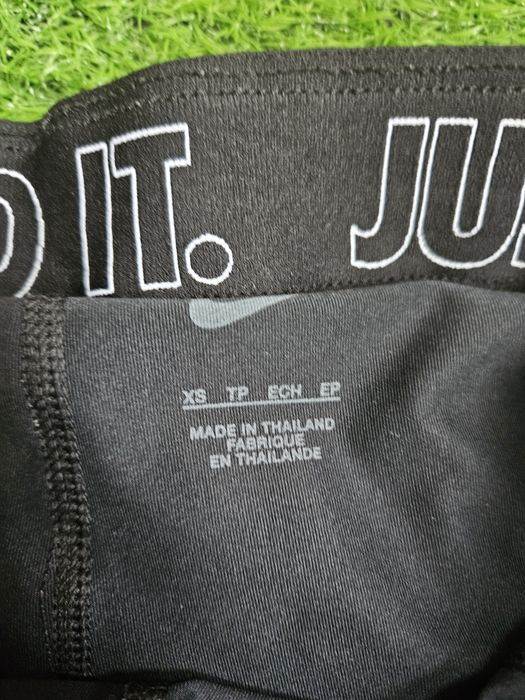 O IT. JU
XS TP ECH EP
MADE IN THAILAND
FABRIQUE
EN THAILANDE